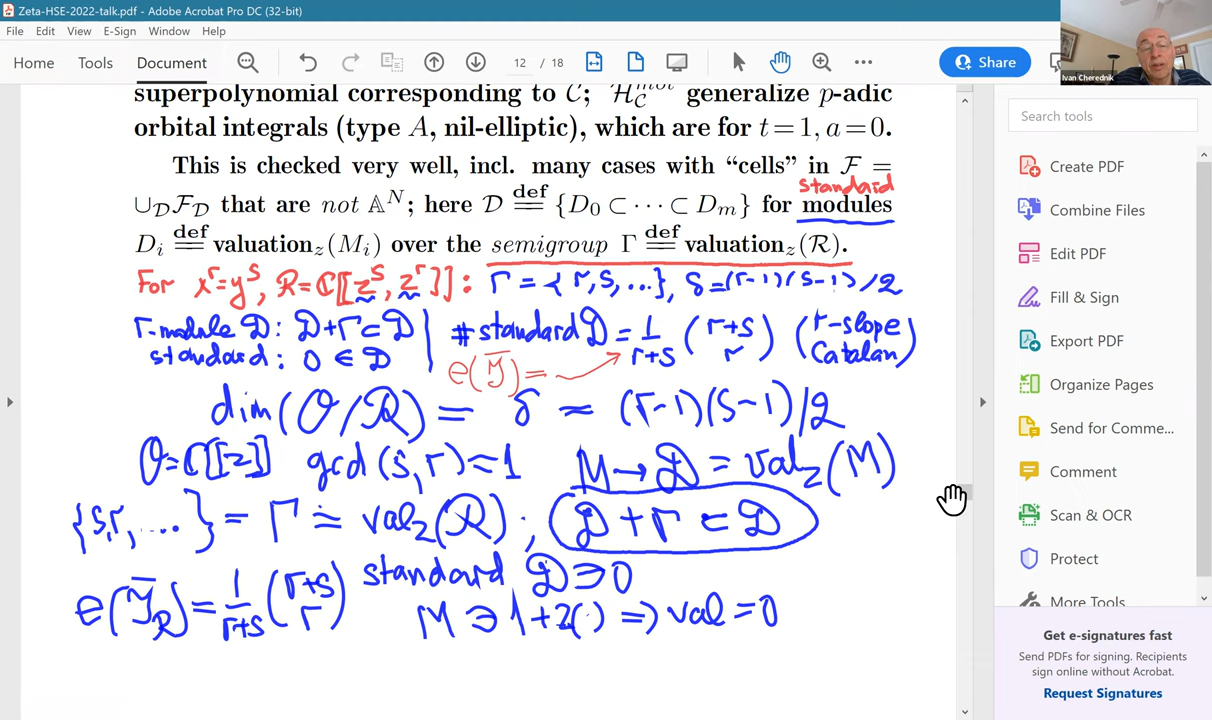 Zeta-HSE-2022-talk.pdf - Adobe Acrobat Pro DC (32-bit)
File Edit View E-Sign Window Help
Home Tools Document 12 / 18 Share
Ivan Cherednik
superpolynomial corresponding to 𝒞; ℋ_𝒞^mot generalize p-adic
orbital integrals (type A, nil-elliptic), which are for t=1, a=0.
This is checked very well, incl. many cases with “cells” in ℱ =
standard
∪_𝒟 ℱ_𝒟 that are not 𝔸^N; here 𝒟 def== {D_0 ⊂ ··· ⊂ D_m} for modules
D_i def== valuation_z(M_i) over the semigroup Γ def== valuation_z(ℛ).
For x^r=y^s, R=ℂ[[z^s, z^r]]: Γ = {r,s,...}, δ=(r-1)(s-1)/2
Γ-module 𝒟: 𝒟+Γ⊂𝒟 | # standard 𝒟 = 1/(r+s) (r+s r) (r-slope
standard: 0 ∈ 𝒟 Catalan)
e(J̅) =
dim(𝒪/ℛ) = δ = (r-1)(s-1)/2
𝒪=ℂ[[z]] gcd(s,r)=1 M→𝒟=val_z(M)
{s,r,...} = Γ = val_z(ℛ); 𝒟+Γ⊂𝒟
standard 𝒟∋0
e(J̅_R)=1/(r+s) (r+s r) M∋1+z(·) ⇒ val=0
Search tools
Create PDF
Combine Files
Edit PDF
Fill & Sign
Export PDF
Organize Pages
Send for Comme...
Comment
Scan & OCR
Protect
More Tools
Get e-signatures fast
Send PDFs for signing. Recipients
sign online without Acrobat.
Request Signatures